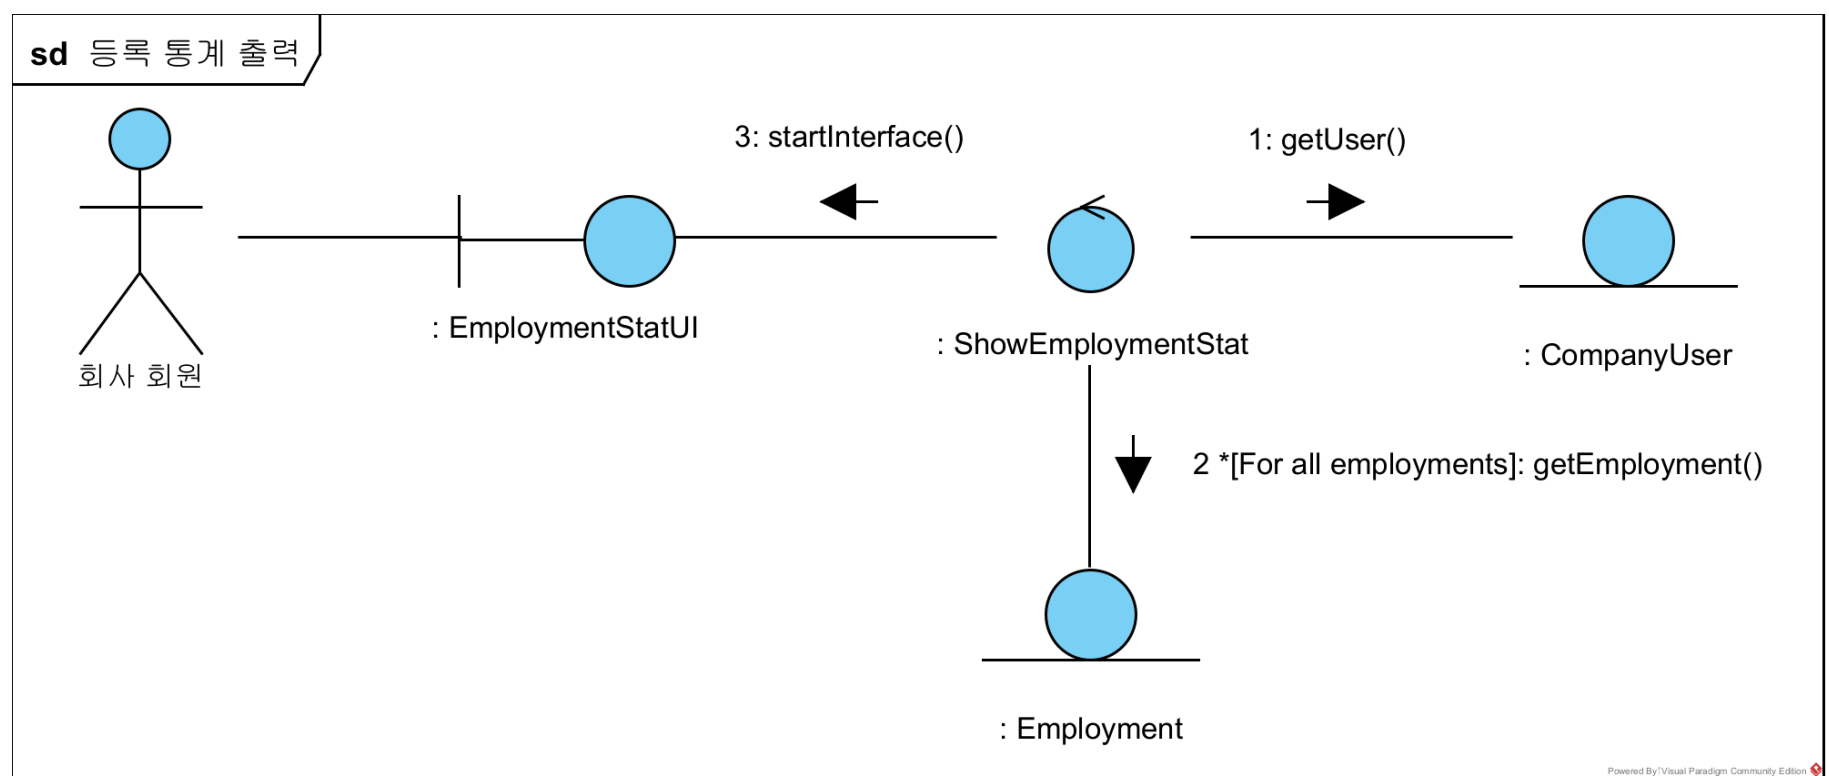 sd 등록 통계 출력
3: startInterface()
1: getUser()
: EmploymentStatUI
: ShowEmploymentStat
: CompanyUser
회사 회원
2 *[For all employments]: getEmployment()
: Employment
Powered By Visual Paradigm Community Edition